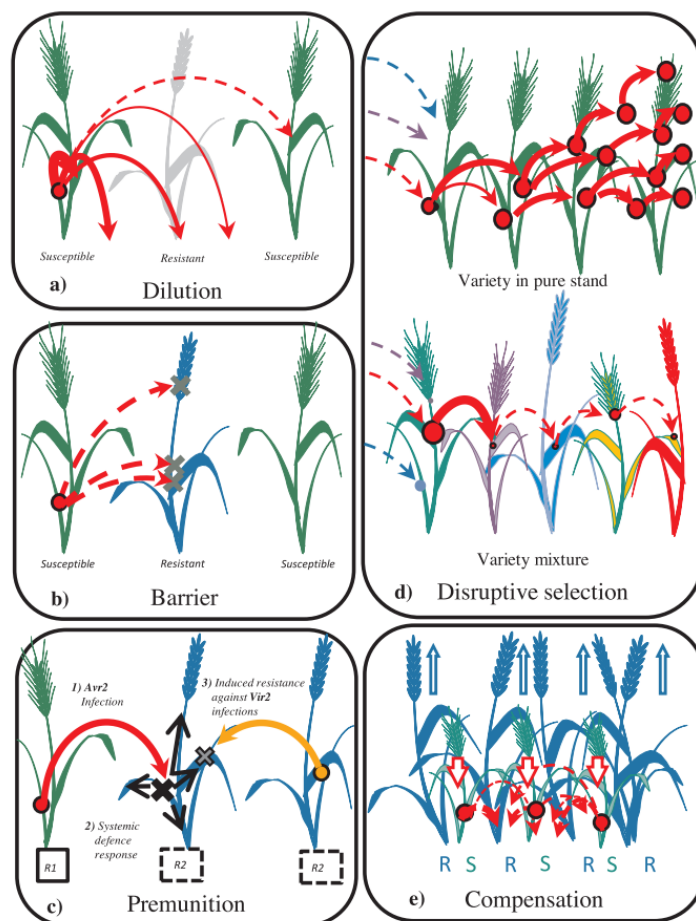 Susceptible
Resistant
Susceptible
a)
Dilution
Susceptible
Resistant
Susceptible
b)
Barrier
1) Avr2
Infection
3) Induced resistance
against Vir2
infections
2) Systemic
defence
response
R1
R2
R2
c)
Premunition
Variety in pure stand
Variety mixture
d)
Disruptive selection
R S R S R S R
e)
Compensation